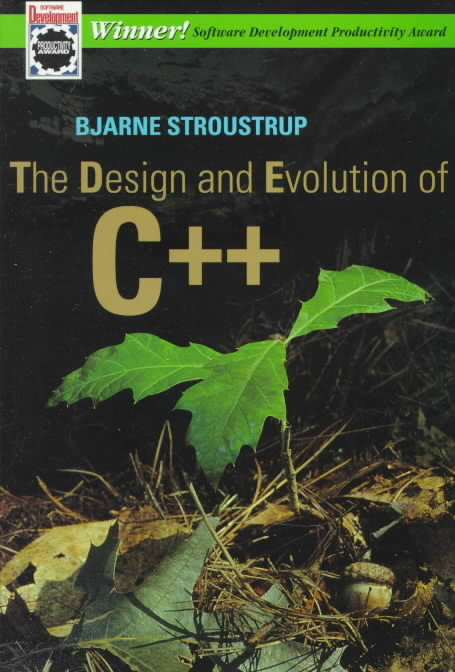 SOFTWARE
Development
PRODUCTIVITY
AWARD
Winner! Software Development Productivity Award
BJARNE STROUSTRUP
The Design and Evolution of
C++